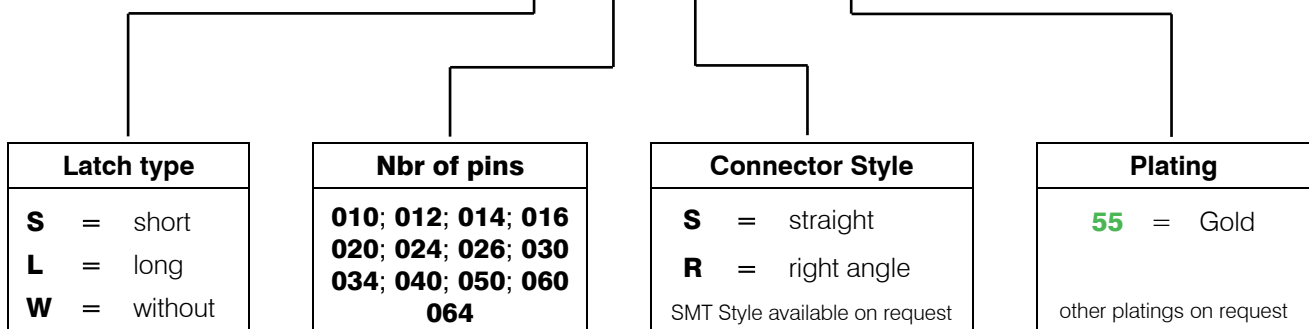 Latch type
S = short
L = long
W = without
Nbr of pins
010; 012; 014; 016
020; 024; 026; 030
034; 040; 050; 060
064
Connector Style
S = straight
R = right angle
SMT Style available on request
Plating
55 = Gold
other platings on request